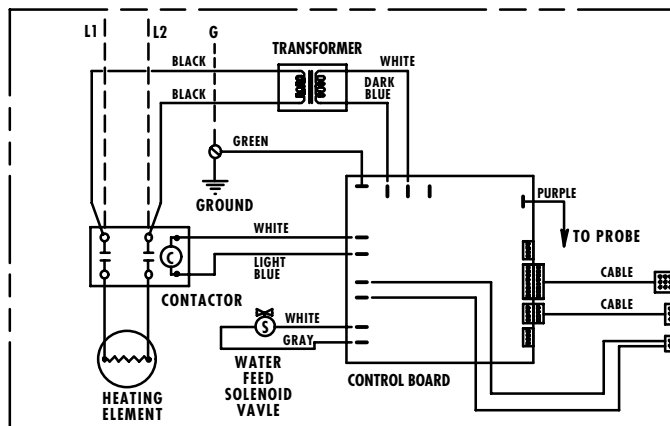 L1 L2 G
TRANSFORMER
BLACK
WHITE
DARK
BLUE
BLACK
GREEN
GROUND
PURPLE
TO PROBE
WHITE
C
LIGHT
BLUE
CONTACTOR
CABLE
CABLE
WHITE
S
GRAY
WATER
FEED
SOLENOID
VAVLE
CONTROL BOARD
HEATING
ELEMENT